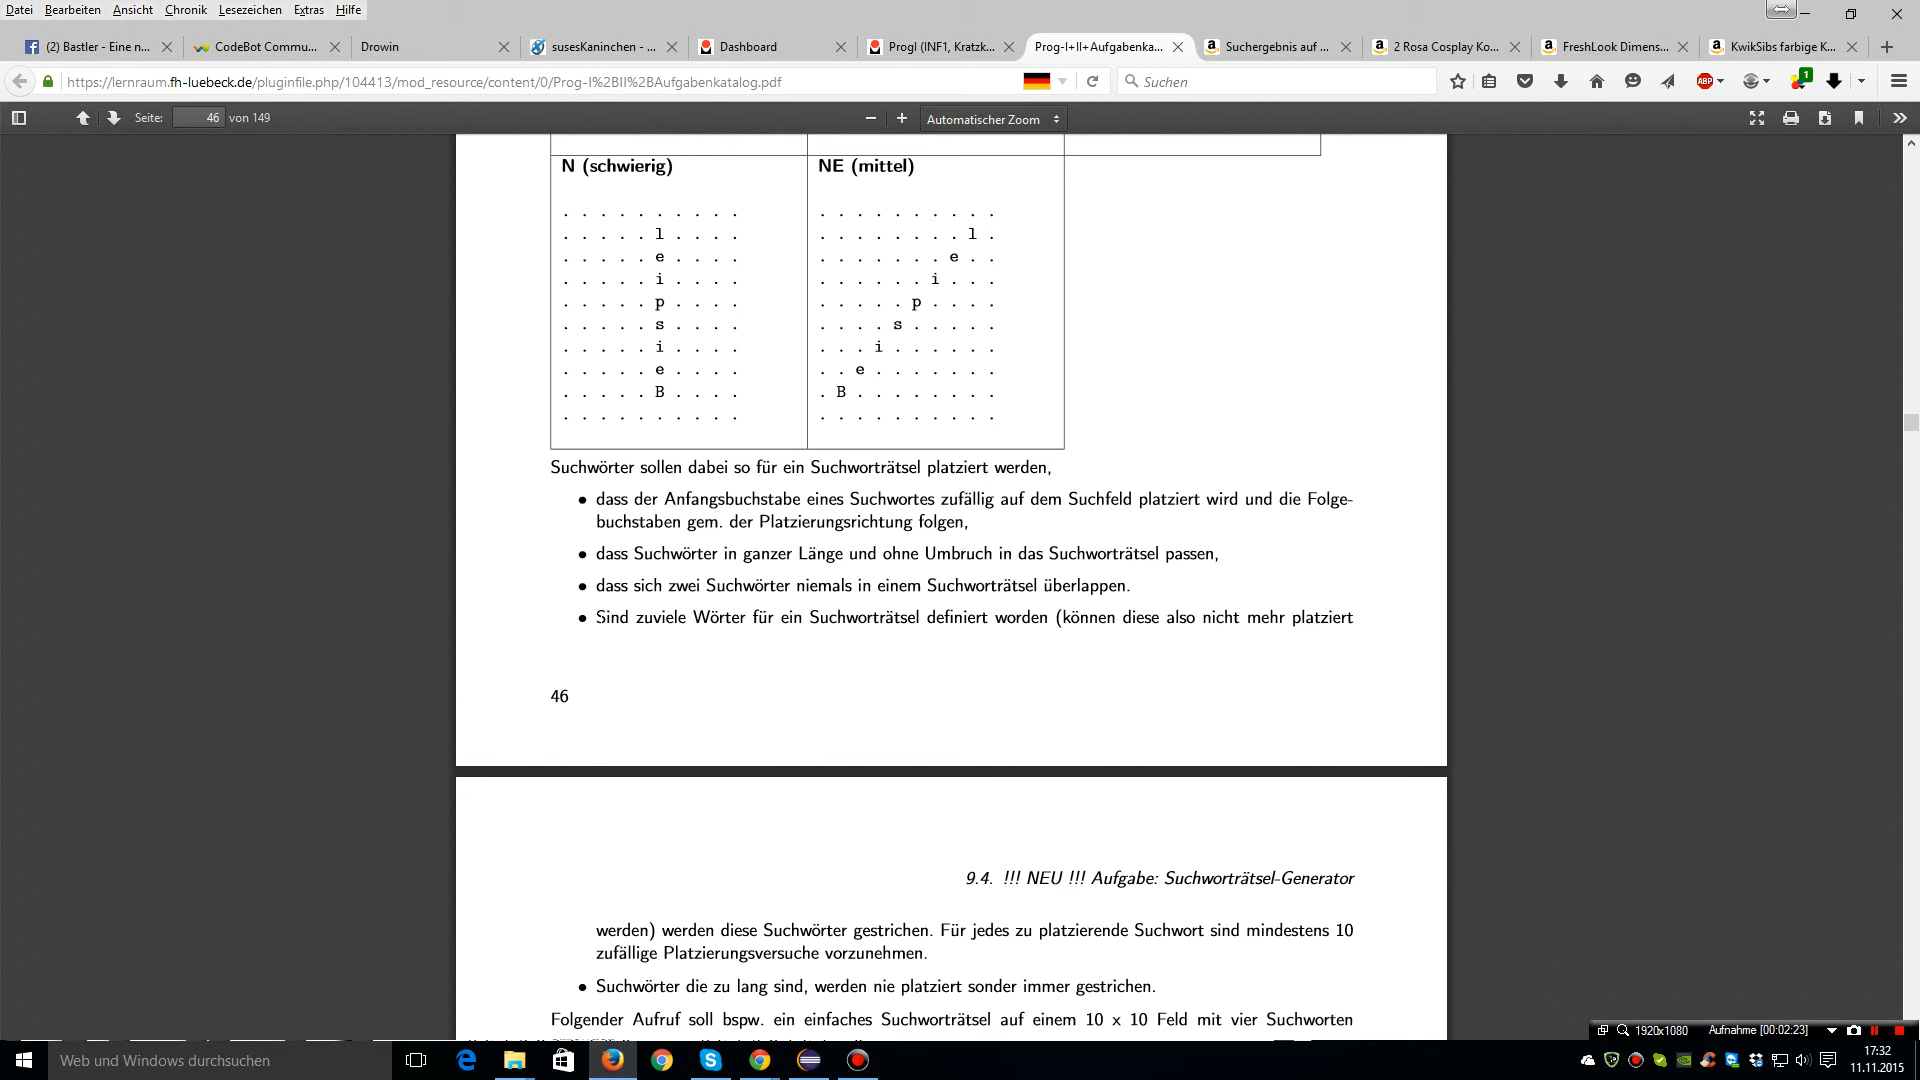 Datei Bearbeiten Ansicht Chronik Lesezeichen Extras Hilfe
(2) Bastler - Eine n... CodeBot Commu... Drowin susesKaninchen - ... Dashboard ProgI (INF1, Kratzk... Prog-I+II+Aufgabenka... Suchergebnis auf ... 2 Rosa Cosplay Ko... FreshLook Dimens... KwikSibs farbige K...
https://lernraum.fh-luebeck.de/pluginfile.php/104413/mod_resource/content/0/Prog-I%2BII%2BAufgabenkatalog.pdf Suchen ABP 1
Seite: 46 von 149 Automatischer Zoom
N (schwierig) NE (mittel)
. . . . . . . . . . . . . . . . . . . .
. . . . . l . . . . . . . . . . . . l .
. . . . . e . . . . . . . . . . . e . .
. . . . . i . . . . . . . . . . i . . .
. . . . . p . . . . . . . . . p . . . .
. . . . . s . . . . . . . . s . . . . .
. . . . . i . . . . . . . i . . . . . .
. . . . . e . . . . . . e . . . . . . .
. . . . . B . . . . . B . . . . . . . .
. . . . . . . . . . . . . . . . . . . .
Suchwörter sollen dabei so für ein Suchworträtsel platziert werden,
• dass der Anfangsbuchstabe eines Suchwortes zufällig auf dem Suchfeld platziert wird und die Folge-
buchstaben gem. der Platzierungsrichtung folgen,
• dass Suchwörter in ganzer Länge und ohne Umbruch in das Suchworträtsel passen,
• dass sich zwei Suchwörter niemals in einem Suchworträtsel überlappen.
• Sind zuviele Wörter für ein Suchworträtsel definiert worden (können diese also nicht mehr platziert
46
9.4. !!! NEU !!! Aufgabe: Suchworträtsel-Generator
werden) werden diese Suchwörter gestrichen. Für jedes zu platzierende Suchwort sind mindestens 10
zufällige Platzierungsversuche vorzunehmen.
• Suchwörter die zu lang sind, werden nie platziert sonder immer gestrichen.
Folgender Aufruf soll bspw. ein einfaches Suchworträtsel auf einem 10 x 10 Feld mit vier Suchworten
1920x1080 Aufnahme [00:02:23]
Web und Windows durchsuchen
17:32
11.11.2015